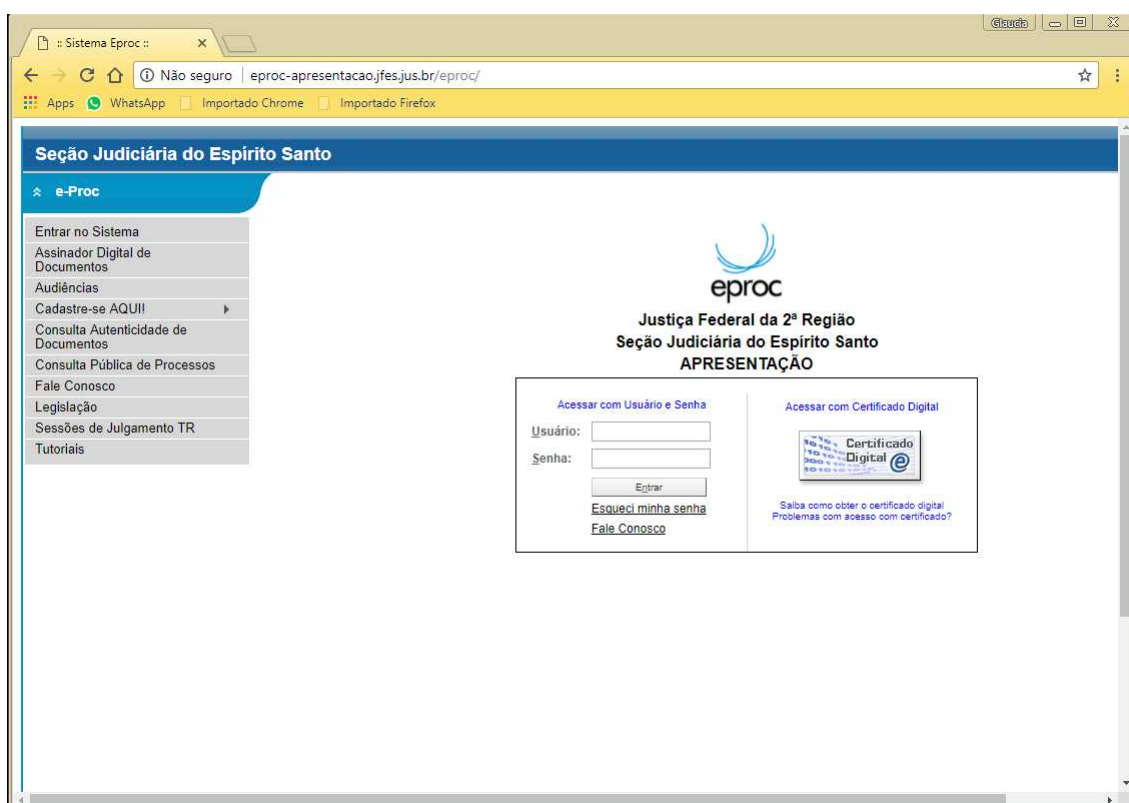 Glaucia
:: Sistema Eproc ::
Não seguro | eproc-apresentacao.jfes.jus.br/eproc/
Apps WhatsApp Importado Chrome Importado Firefox
Seção Judiciária do Espírito Santo
e-Proc
Entrar no Sistema
Assinador Digital de
Documentos
Audiências
Cadastre-se AQUI!
Consulta Autenticidade de
Documentos
Consulta Pública de Processos
Fale Conosco
Legislação
Sessões de Julgamento TR
Tutoriais
eproc
Justiça Federal da 2ª Região
Seção Judiciária do Espírito Santo
APRESENTAÇÃO
Acessar com Usuário e Senha
Usuário:
Senha:
Entrar
Esqueci minha senha
Fale Conosco
Acessar com Certificado Digital
Certificado
Digital
Saiba como obter o certificado digital
Problemas com acesso com certificado?